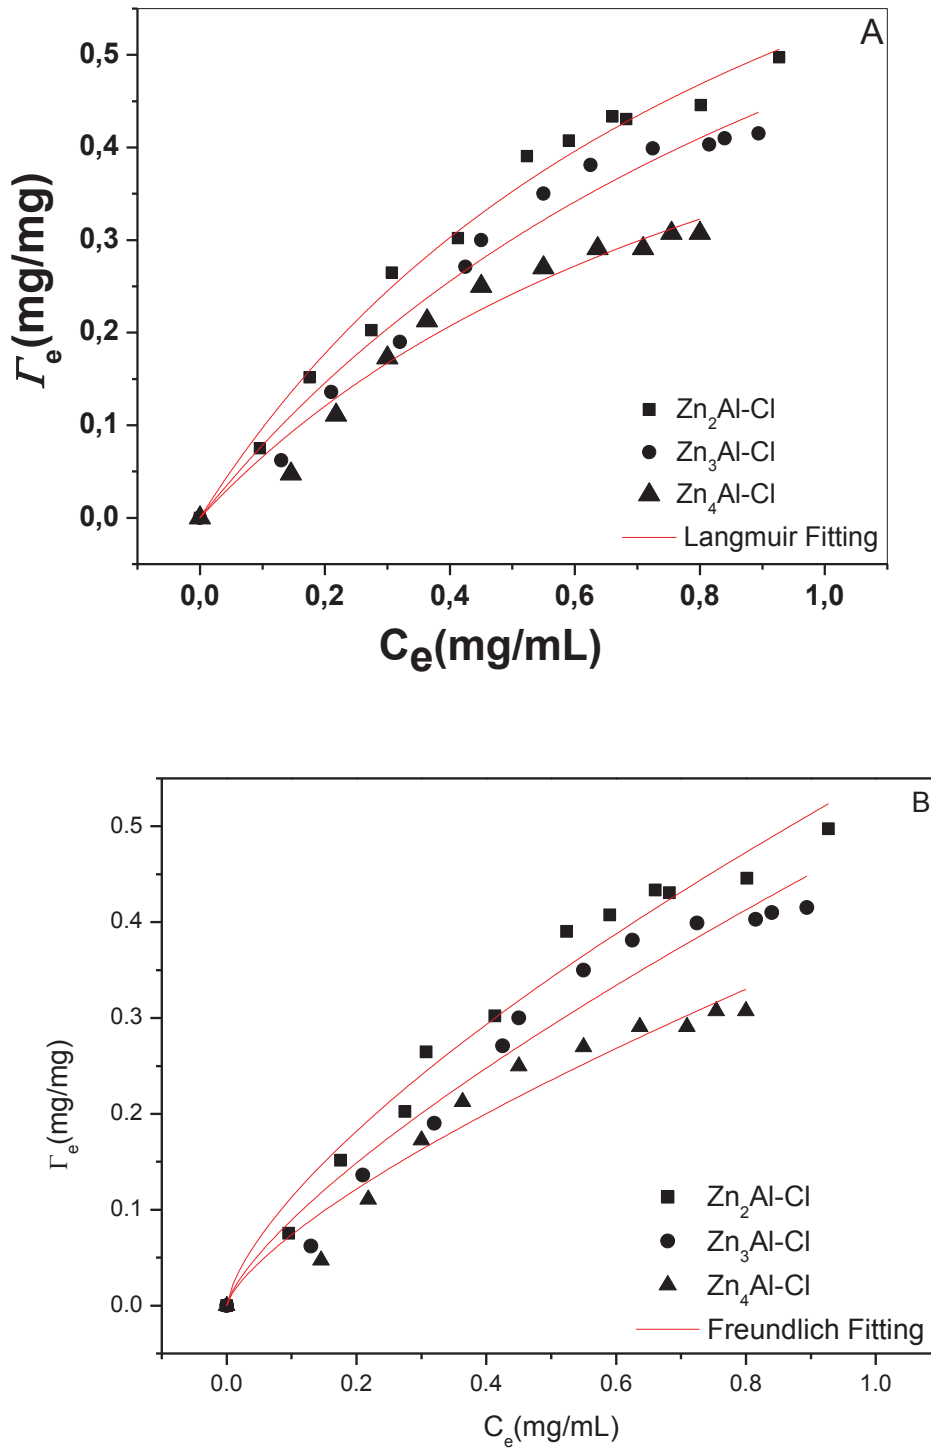 A
0,5
0,4
0,3
0,2
0,1
0,0
Γe(mg/mg)
Zn2Al-Cl
Zn3Al-Cl
Zn4Al-Cl
Langmuir Fitting
0,0 0,2 0,4 0,6 0,8 1,0
Ce(mg/mL)
B
0.5
0.4
0.3
0.2
0.1
0.0
Γe(mg/mg)
Zn2Al-Cl
Zn3Al-Cl
Zn4Al-Cl
Freundlich Fitting
0.0 0.2 0.4 0.6 0.8 1.0
Ce(mg/mL)